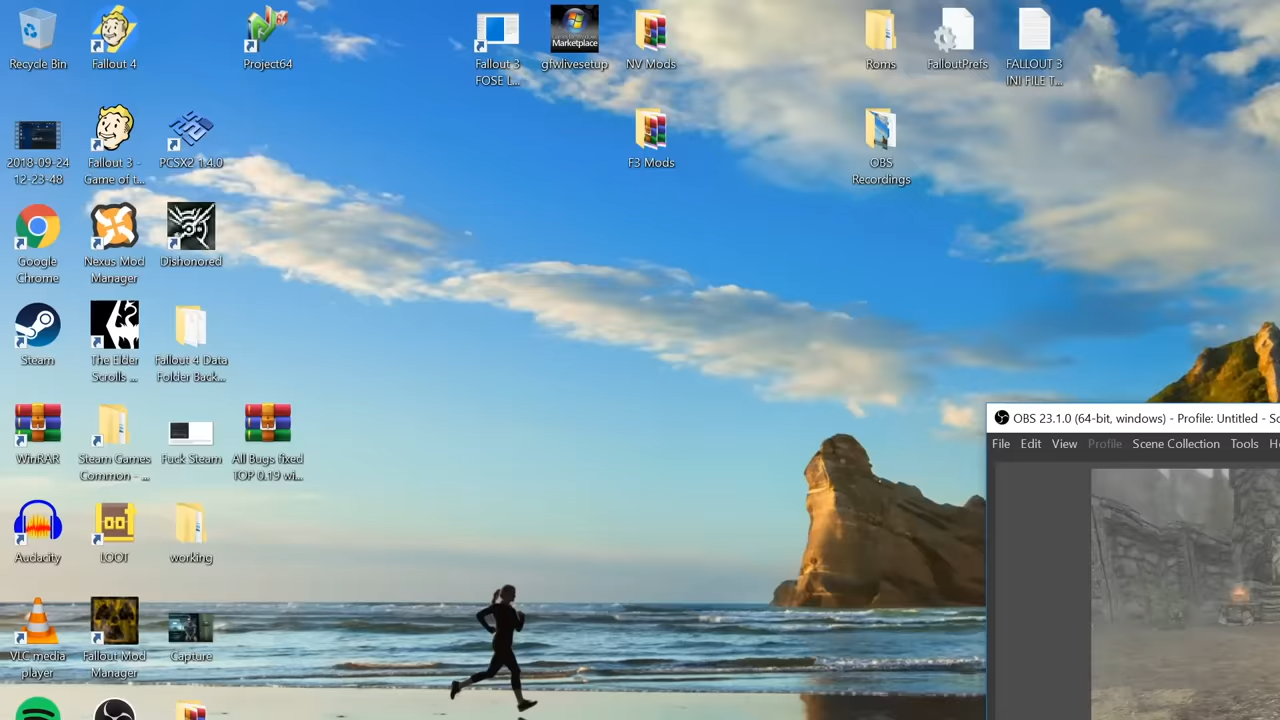 Recycle Bin
Fallout 4
Project64
Fallout 3
FOSE L...
Marketplace
gfwlivesetup
NV Mods
Roms
FalloutPrefs
FALLOUT 3
INI FILE T...
2018-09-24
12-23-48
Fallout 3 -
Game of t...
PCSX2 1.4.0
F3 Mods
OBS
Recordings
Google
Chrome
Nexus Mod
Manager
Dishonored
Steam
The Elder
Scrolls ...
Fallout 4 Data
Folder Back...
WinRAR
Steam Games
Common - ...
Fuck Steam
All Bugs fixed
TOP 0.19 wi...
OBS 23.1.0 (64-bit, windows) - Profile: Untitled - Sc
File Edit View Profile Scene Collection Tools He
Audacity
LOOT
working
VLC media
player
Fallout Mod
Manager
Capture